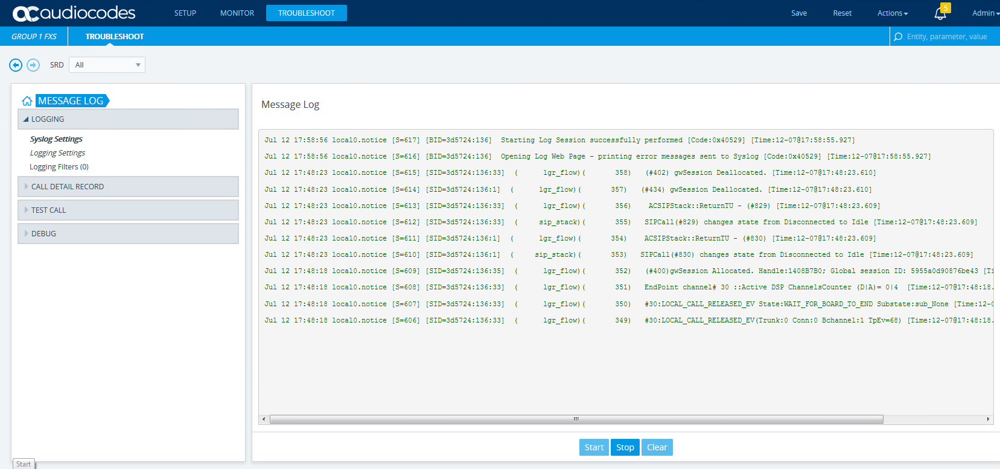 audiocodes SETUP MONITOR TROUBLESHOOT Save Reset Actions 5 Admin
GROUP 1 FXS TROUBLESHOOT Entity, parameter, value
SRD All
MESSAGE LOG
LOGGING
Syslog Settings
Logging Settings
Logging Filters (0)
CALL DETAIL RECORD
TEST CALL
DEBUG
Message Log
Jul 12 17:58:56 local0.notice [S=617] [BID=3d5724:136] Starting Log Session successfully performed [Code:0x40529] [Time:12-07@17:58:55.927]
Jul 12 17:58:56 local0.notice [S=616] [BID=3d5724:136] Opening Log Web Page - printing error messages sent to Syslog [Code:0x40529] [Time:12-07@17:58:55.927]
Jul 12 17:48:23 local0.notice [S=615] [SID=3d5724:136:33] ( lgr_flow)( 358) (#402) gwSession Deallocated. [Time:12-07@17:48:23.610]
Jul 12 17:48:23 local0.notice [S=614] [SID=3d5724:136:1] ( lgr_flow)( 357) (#434) gwSession Deallocated. [Time:12-07@17:48:23.610]
Jul 12 17:48:23 local0.notice [S=613] [SID=3d5724:136:33] ( lgr_flow)( 356) ACSIPStack::ReturnTU - (#829) [Time:12-07@17:48:23.609]
Jul 12 17:48:23 local0.notice [S=612] [SID=3d5724:136:33] ( sip_stack)( 355) SIPCall(#829) changes state from Disconnected to Idle [Time:12-07@17:48:23.609]
Jul 12 17:48:23 local0.notice [S=611] [SID=3d5724:136:1] ( lgr_flow)( 354) ACSIPStack::ReturnTU - (#830) [Time:12-07@17:48:23.609]
Jul 12 17:48:23 local0.notice [S=610] [SID=3d5724:136:1] ( sip_stack)( 353) SIPCall(#830) changes state from Disconnected to Idle [Time:12-07@17:48:23.609]
Jul 12 17:48:18 local0.notice [S=609] [SID=3d5724:136:35] ( lgr_flow)( 352) (#400)gwSession Allocated. Handle:1408B7B0; Global session ID: 5955a0d90876be43 [Ti
Jul 12 17:48:18 local0.notice [S=608] [SID=3d5724:136:33] ( lgr_flow)( 351) EndPoint channel# 30 ::Active DSP ChannelsCounter (D|A)= 0|4 [Time:12-07@17:48:18.
Jul 12 17:48:18 local0.notice [S=607] [SID=3d5724:136:33] ( lgr_flow)( 350) #30:LOCAL_CALL_RELEASED_EV State:WAIT_FOR_BOARD_TO_END Substate:sub_None [Time:12-0
Jul 12 17:48:18 local0.notice [S=606] [SID=3d5724:136:33] ( lgr_flow)( 349) #30:LOCAL_CALL_RELEASED_EV(Trunk:0 Conn:0 Bchannel:1 TpEv=68) [Time:12-07@17:48:18.
Start Stop Clear
Start